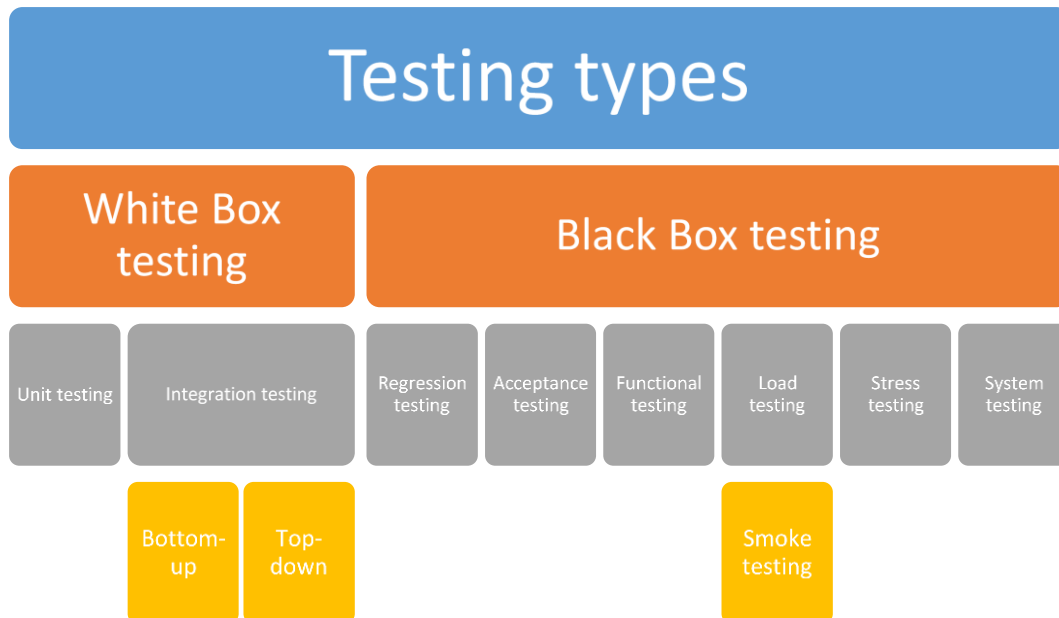 Testing types
White Box
testing
Black Box testing
Unit testing
Integration testing
Regression
testing
Acceptance
testing
Functional
testing
Load
testing
Stress
testing
System
testing
Bottom-
up
Top-
down
Smoke
testing